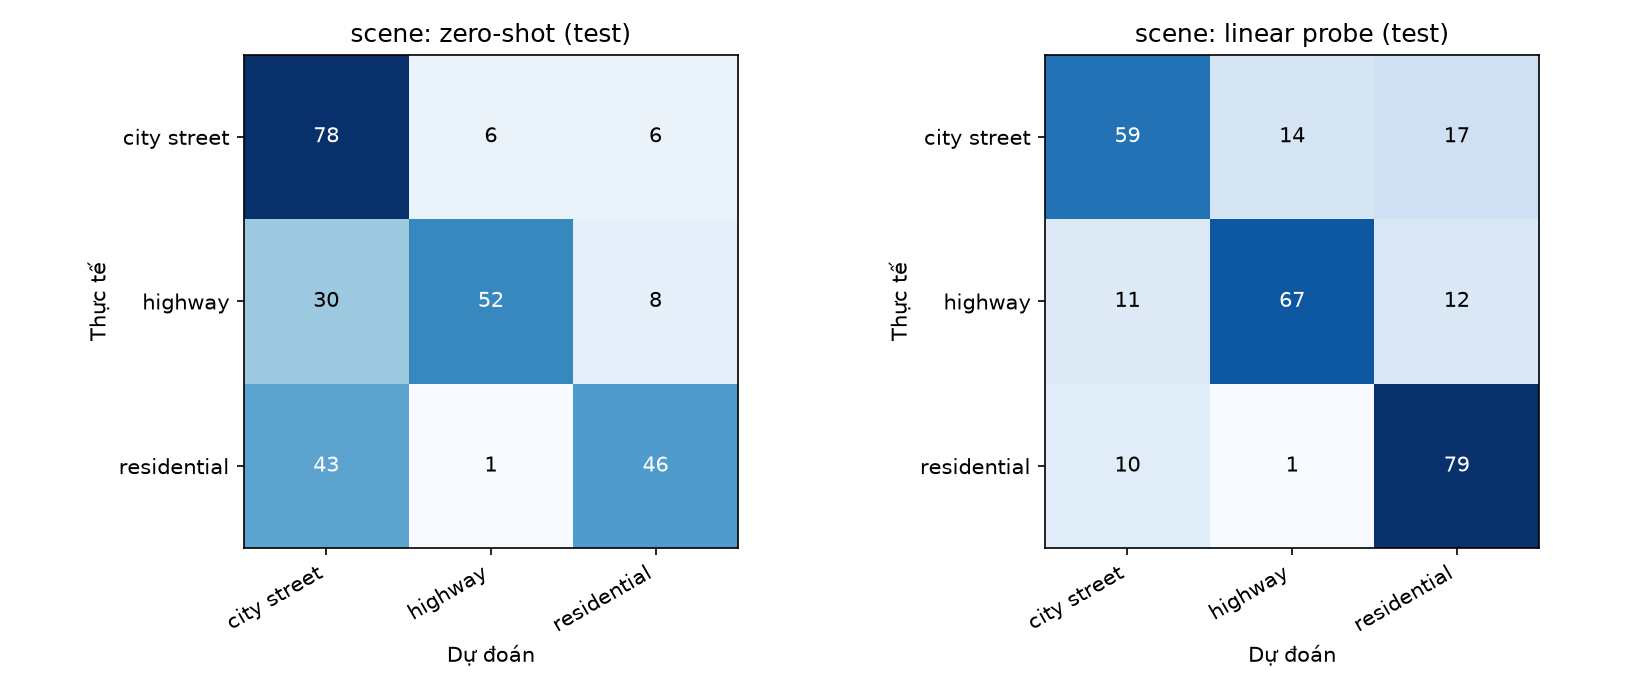 scene: zero-shot (test)
city street 78 6 6
highway 30 52 8
residential 43 1 46
Thực tế
city street highway residential
Dự đoán
scene: linear probe (test)
city street 59 14 17
highway 11 67 12
residential 10 1 79
Thực tế
city street highway residential
Dự đoán